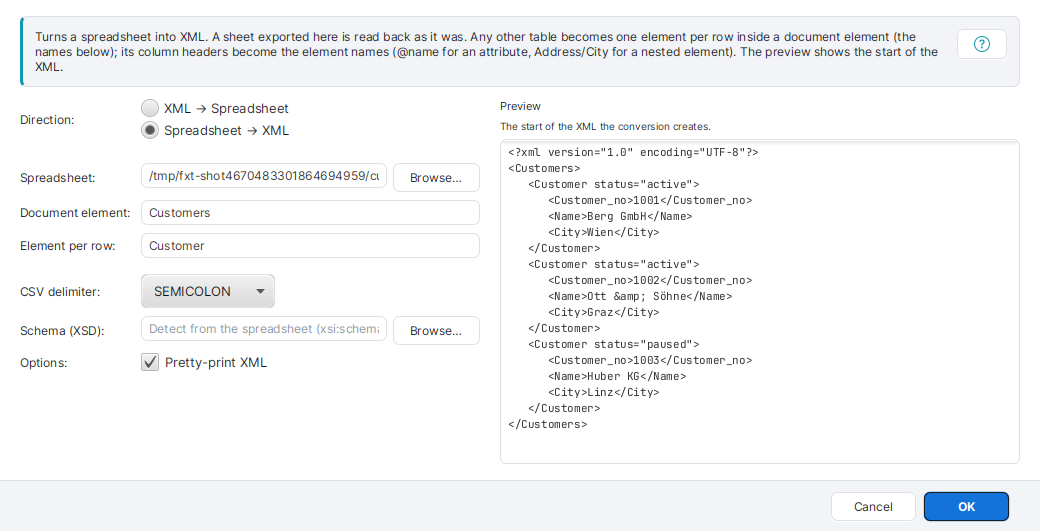 Turns a spreadsheet into XML. A sheet exported here is read back as it was. Any other table becomes one element per row inside a document element (the
names below); its column headers become the element names (@name for an attribute, Address/City for a nested element). The preview shows the start of the
XML.
?
Direction:
XML → Spreadsheet
Spreadsheet → XML
Spreadsheet:
/tmp/fxt-shot4670483301864694959/cu
Browse...
Document element:
Customers
Element per row:
Customer
CSV delimiter:
SEMICOLON
Schema (XSD):
Detect from the spreadsheet (xsi:schema
Browse...
Options:
Pretty-print XML
Preview
The start of the XML the conversion creates.
<?xml version="1.0" encoding="UTF-8"?>
<Customers>
   <Customer status="active">
      <Customer_no>1001</Customer_no>
      <Name>Berg GmbH</Name>
      <City>Wien</City>
   </Customer>
   <Customer status="active">
      <Customer_no>1002</Customer_no>
      <Name>Ott &amp; Söhne</Name>
      <City>Graz</City>
   </Customer>
   <Customer status="paused">
      <Customer_no>1003</Customer_no>
      <Name>Huber KG</Name>
      <City>Linz</City>
   </Customer>
</Customers>
Cancel
OK